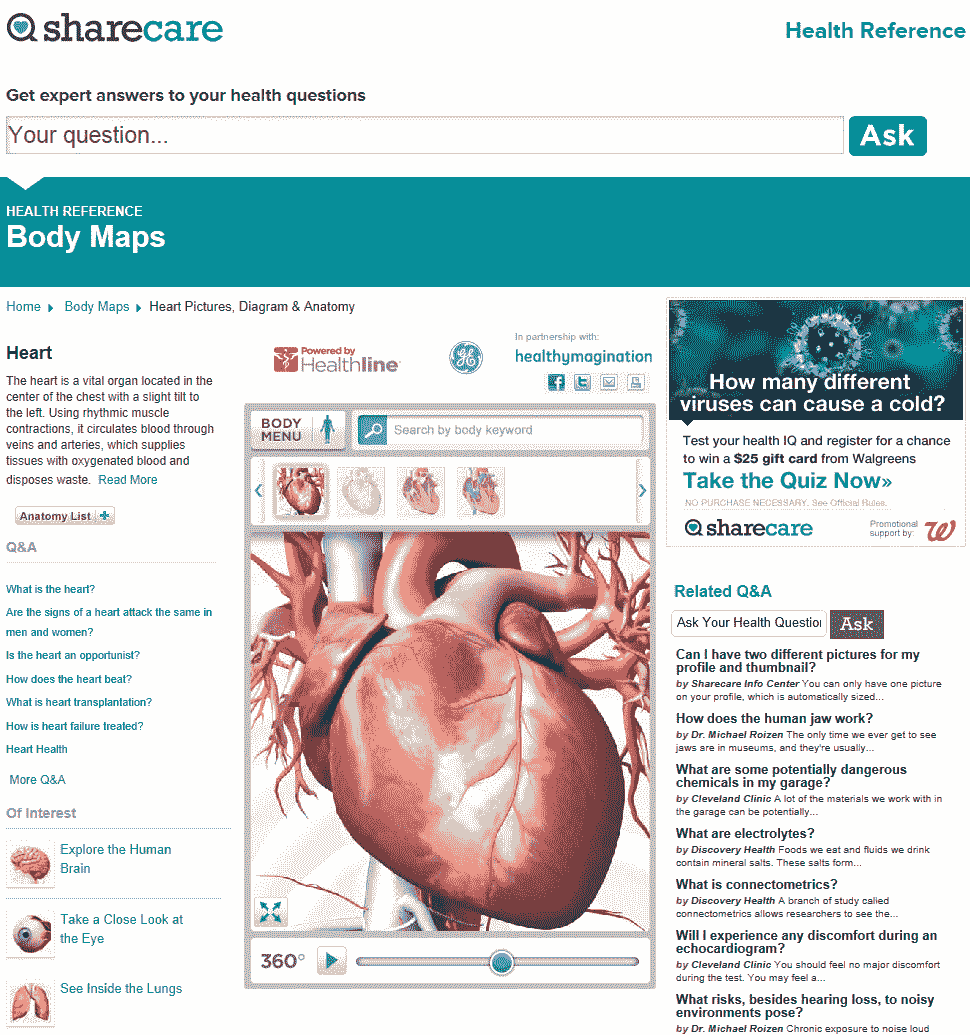 sharecare
Health Reference
Get expert answers to your health questions
Your question...
Ask
HEALTH REFERENCE
Body Maps
Home
Body Maps
Heart Pictures, Diagram & Anatomy
Heart
The heart is a vital organ located in the
center of the chest with a slight tilt to
the left. Using rhythmic muscle
contractions, it circulates blood through
veins and arteries, which supplies
tissues with oxygenated blood and
disposes waste. Read More
Anatomy List +
Q&A
What is the heart?
Are the signs of a heart attack the same in
men and women?
Is the heart an opportunist?
How does the heart beat?
What is heart transplantation?
How is heart failure treated?
Heart Health
More Q&A
Of Interest
Explore the Human
Brain
Take a Close Look at
the Eye
See Inside the Lungs
Powered by
Healthline
GE
In partnership with:
healthymagination
BODY
MENU
Search by body keyword
360°
How many different
viruses can cause a cold?
Test your health IQ and register for a chance
to win a $25 gift card from Walgreens
Take the Quiz Now»
NO PURCHASE NECESSARY. See Official Rules.
sharecare
Promotional
support by:
W
Related Q&A
Ask Your Health Question
Ask
Can I have two different pictures for my
profile and thumbnail?
by Sharecare Info Center You can only have one picture
on your profile, which is automatically sized...
How does the human jaw work?
by Dr. Michael Roizen The only time we ever get to see
jaws are in museums, and they're usually...
What are some potentially dangerous
chemicals in my garage?
by Cleveland Clinic A lot of the materials we work with in
the garage can be potentially...
What are electrolytes?
by Discovery Health Foods we eat and fluids we drink
contain mineral salts. These salts form...
What is connectometrics?
by Discovery Health A branch of study called
connectometrics allows researchers to see the...
Will I experience any discomfort during an
echocardiogram?
by Cleveland Clinic You should feel no major discomfort
during the test. You may feel a...
What risks, besides hearing loss, to noisy
environments pose?
by Dr. Michael Roizen Chronic exposure to noise loud